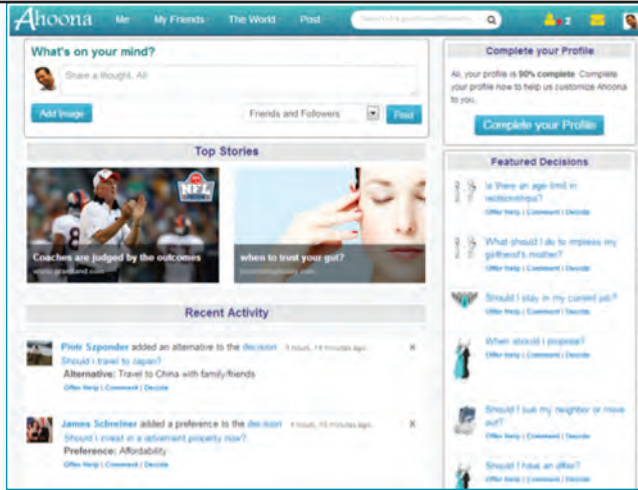 Ahoona
Me
My Friends
The World
Post
2
What's on your mind?
Share a thought, Ali
Add Image
Friends and Followers
Post
Top Stories
NFL
Coaches are judged by the outcomes
when to trust your gut?
Recent Activity
Piotr Szponder added an alternative to the decision
Should I travel to Japan?
Alternative: Travel to China with family/friends
Offer Help | Comment | Decide
James Schreiner added a preference to the decision
Should I invest in a retirement property now?
Preference: Affordability
Offer Help | Comment | Decide
Complete your Profile
Ali, your profile is 90% complete. Complete
your profile now to help us customize Ahoona
to you.
Complete your Profile
Featured Decisions
Is there an age limit in
relationships?
Offer Help | Comment | Decide
What should I do to impress my
girlfriend's mother?
Offer Help | Comment | Decide
Should I stay in my current job?
Offer Help | Comment | Decide
When should I propose?
Offer Help | Comment | Decide
Should I sue my neighbor or move
out?
Offer Help | Comment | Decide
Should I have an affair?
Offer Help | Comment | Decide